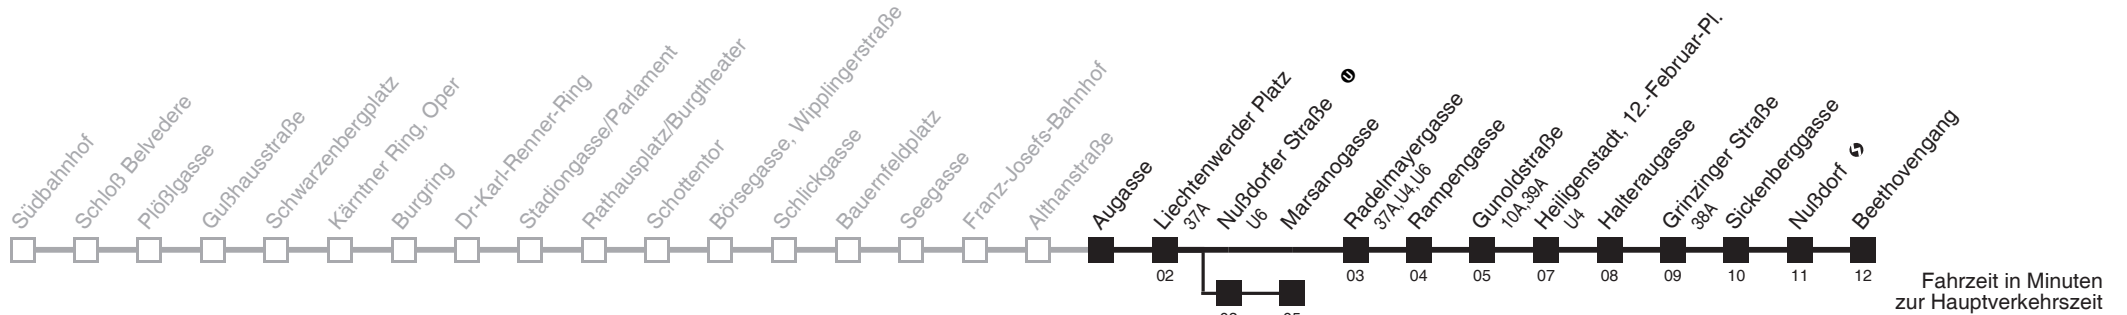 Südbahnhof
Schloß Belvedere
Plößlgasse
Gußhausstraße
Schwarzenbergplatz
Kärntner Ring, Oper
Burgring
Dr-Karl-Renner-Ring
Stadiongasse/Parlament
Rathausplatz/Burgtheater
Schottentor
Börsegasse, Wipplingerstraße
Schlickgasse
Bauernfeldplatz
Seegasse
Franz-Josefs-Bahnhof
Althanstraße
Augasse
Liechtenwerder Platz
37A
Nußdorfer Straße U
U6
Marsanogasse
Radelmayergasse
37A,U4,U6
Rampengasse
Gunoldstraße
10A,39A
Heiligenstadt, 12.-Februar-Pl.
U4
Halteraugasse
Grinzinger Straße
38A
Sickenberggasse
Nußdorf S
Beethovengang
02 03 04 05 07 08 09 10 11 12
Fahrzeit in Minuten
zur Hauptverkehrszeit